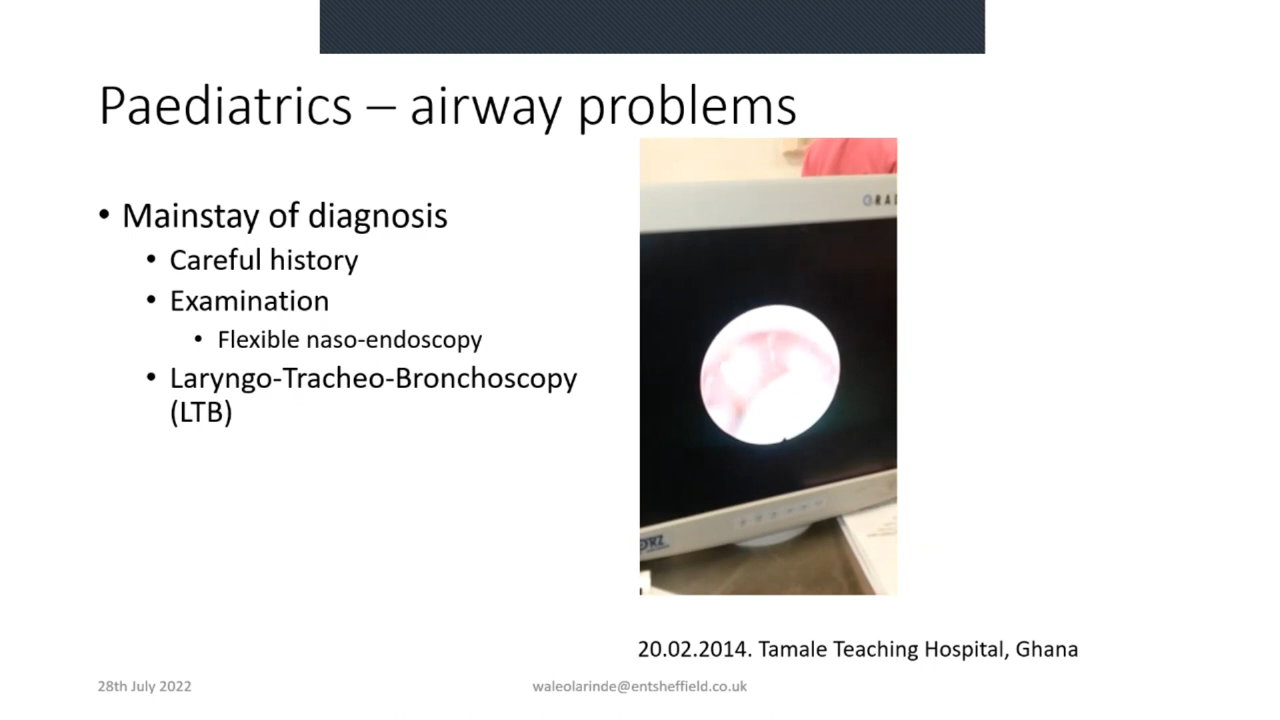 Paediatrics – airway problems
• Mainstay of diagnosis
• Careful history
• Examination
• Flexible naso-endoscopy
• Laryngo-Tracheo-Bronchoscopy
(LTB)
20.02.2014. Tamale Teaching Hospital, Ghana
28th July 2022
waleolarinde@entsheffield.co.uk